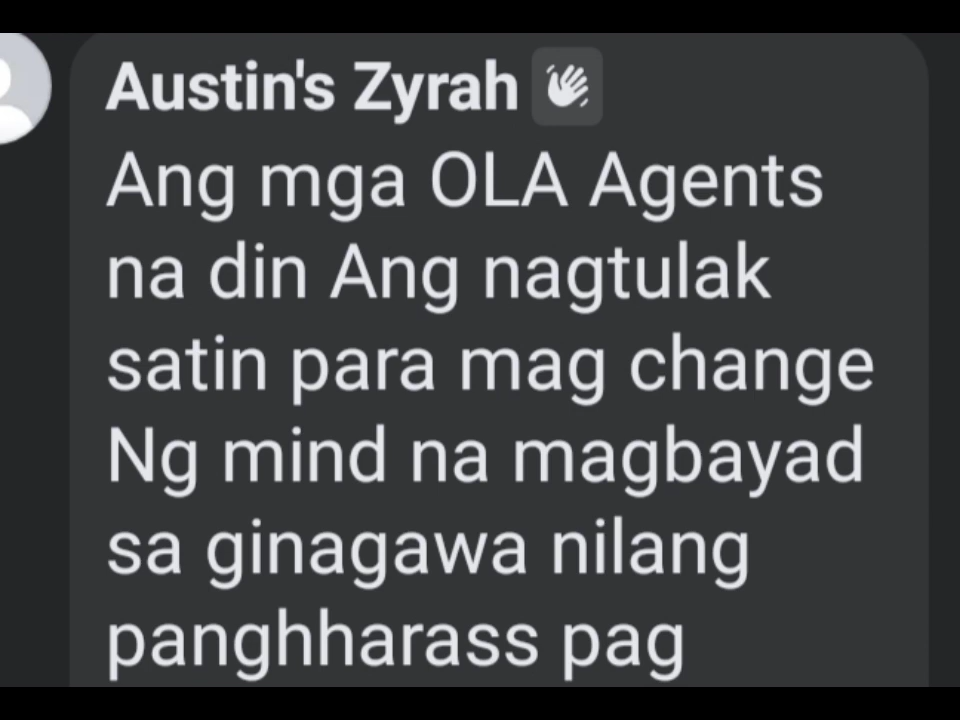 Austin's Zyrah 👋
Ang mga OLA Agents
na din Ang nagtulak
satin para mag change
Ng mind na magbayad
sa ginagawa nilang
panghharass pag